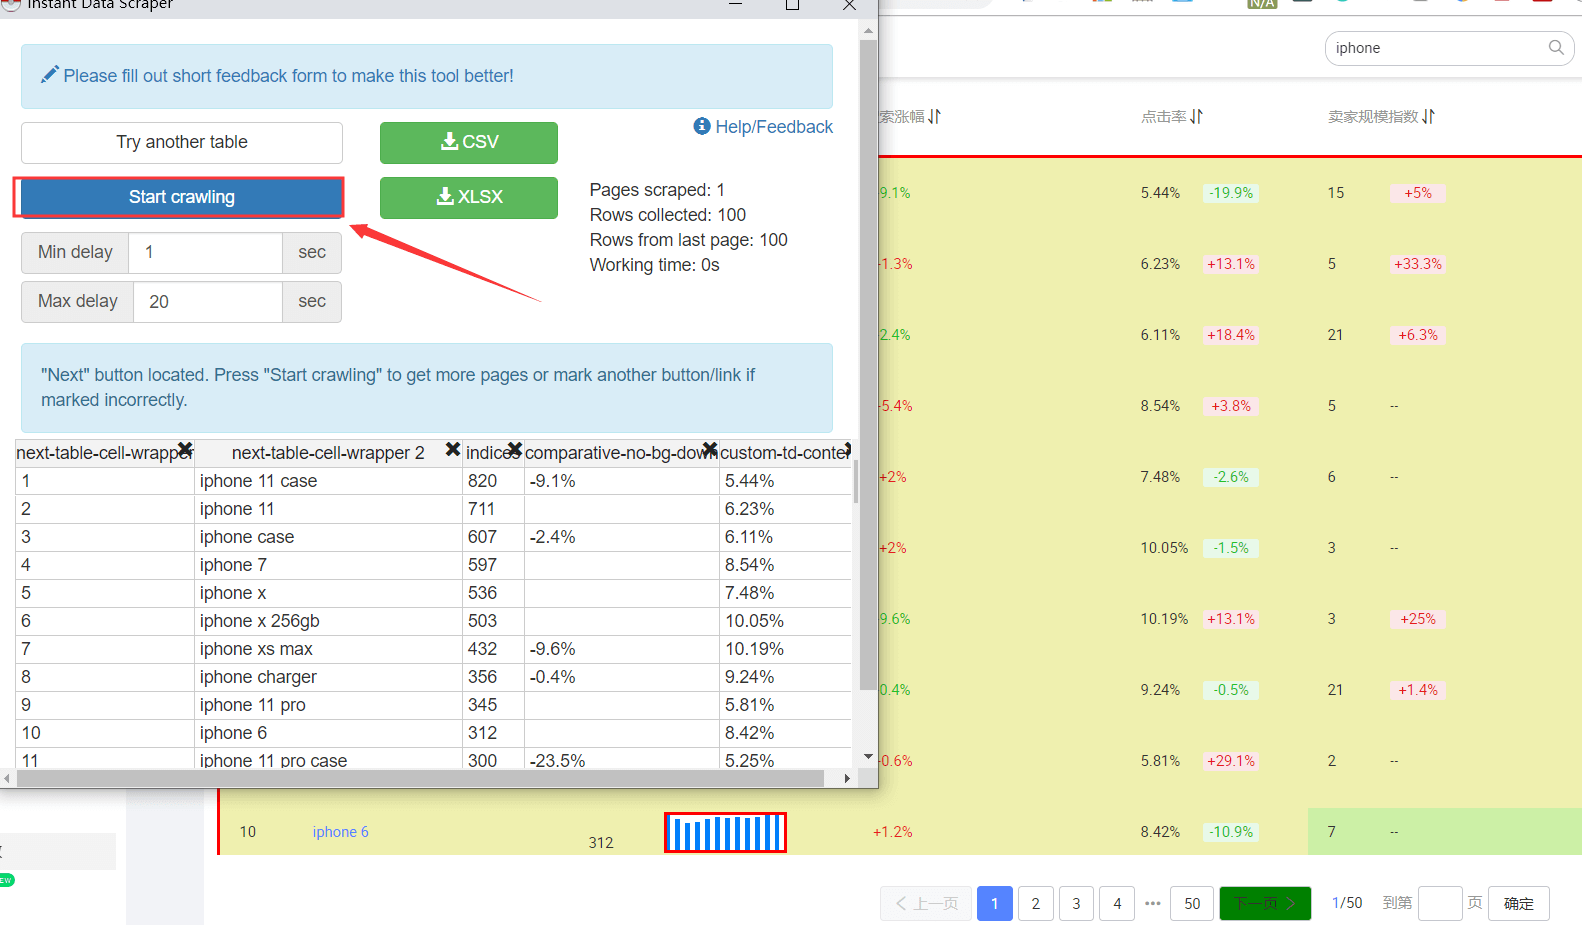 Instant Data Scraper
N/A
iphone
Please fill out short feedback form to make this tool better!
Try another table
CSV
Help/Feedback
Start crawling
XLSX
Pages scraped: 1
Rows collected: 100
Rows from last page: 100
Working time: 0s
Min delay 1 sec
Max delay 20 sec
"Next" button located. Press "Start crawling" to get more pages or mark another button/link if
marked incorrectly.
next-table-cell-wrapper next-table-cell-wrapper 2 indices comparative-no-bg-down custom-td-conter
1 iphone 11 case 820 -9.1% 5.44%
2 iphone 11 711 6.23%
3 iphone case 607 -2.4% 6.11%
4 iphone 7 597 8.54%
5 iphone x 536 7.48%
6 iphone x 256gb 503 10.05%
7 iphone xs max 432 -9.6% 10.19%
8 iphone charger 356 -0.4% 9.24%
9 iphone 11 pro 345 5.81%
10 iphone 6 312 8.42%
11 iphone 11 pro case 300 -23.5% 5.25%
索涨幅 点击率 卖家规模指数
9.1% 5.44% -19.9% 15 +5%
1.3% 6.23% +13.1% 5 +33.3%
2.4% 6.11% +18.4% 21 +6.3%
5.4% 8.54% +3.8% 5 --
+2% 7.48% -2.6% 6 --
+2% 10.05% -1.5% 3 --
9.6% 10.19% +13.1% 3 +25%
0.4% 9.24% -0.5% 21 +1.4%
0.6% 5.81% +29.1% 2 --
10 iphone 6 312 +1.2% 8.42% -10.9% 7 --
上一页 1 2 3 4 ••• 50 下一页 1/50 到第 页 确定